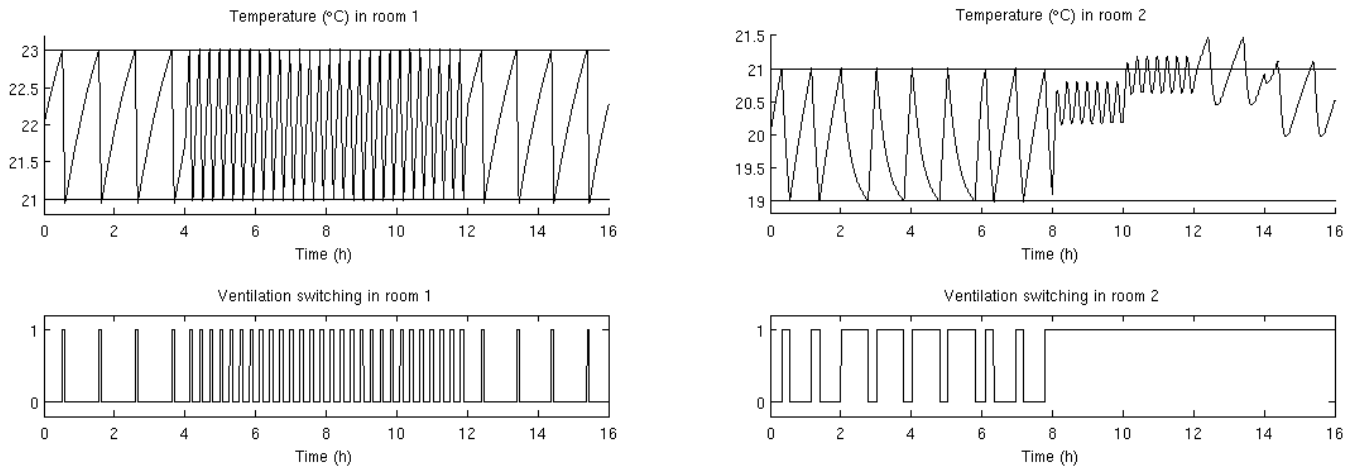 Temperature (°C) in room 1
23
22.5
22
21.5
21
0 2 4 6 8 10 12 14 16
Time (h)
Temperature (°C) in room 2
21.5
21
20.5
20
19.5
19
0 2 4 6 8 10 12 14 16
Time (h)
Ventilation switching in room 1
1
0
0 2 4 6 8 10 12 14 16
Time (h)
Ventilation switching in room 2
1
0
0 2 4 6 8 10 12 14 16
Time (h)